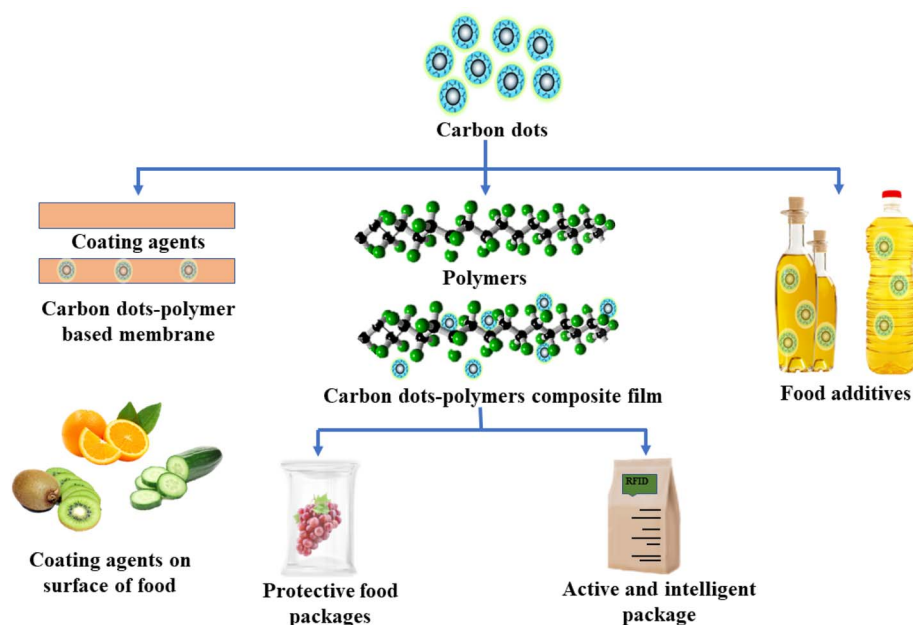 Carbon dots
Coating agents
Carbon dots-polymer
based membrane
Polymers
Carbon dots-polymers composite film
Food additives
Coating agents on
surface of food
Protective food
packages
RFID
Active and intelligent
package